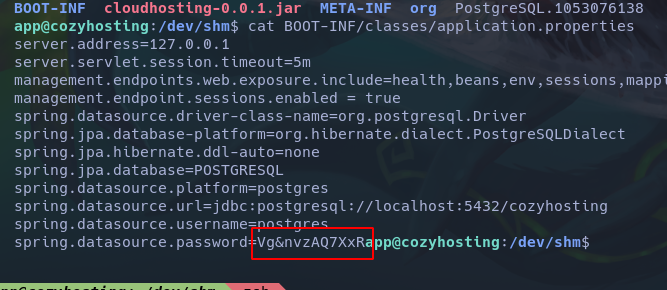 BOOT-INF cloudhosting-0.0.1.jar META-INF org PostgreSQL.1053076138
app@cozyhosting:/dev/shm$ cat BOOT-INF/classes/application.properties
server.address=127.0.0.1
server.servlet.session.timeout=5m
management.endpoints.web.exposure.include=health,beans,env,sessions,mappi
management.endpoint.sessions.enabled = true
spring.datasource.driver-class-name=org.postgresql.Driver
spring.jpa.database-platform=org.hibernate.dialect.PostgreSQLDialect
spring.jpa.hibernate.ddl-auto=none
spring.jpa.database=POSTGRESQL
spring.datasource.platform=postgres
spring.datasource.url=jdbc:postgresql://localhost:5432/cozyhosting
spring.datasource.username=postgres
spring.datasource.password=Vg&nvzAQ7XxRapp@cozyhosting:/dev/shm$